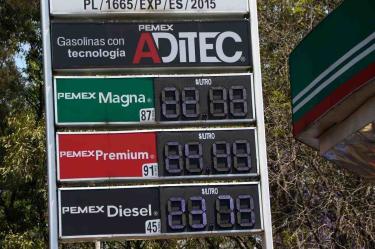 PL/1665/EXP/ES/2015
PEMEX
Gasolinas con
tecnología
ADITEC
$/LITRO
PEMEX Magna
87
$/LITRO
PEMEX Premium
91
$/LITRO
PEMEX Diesel
45